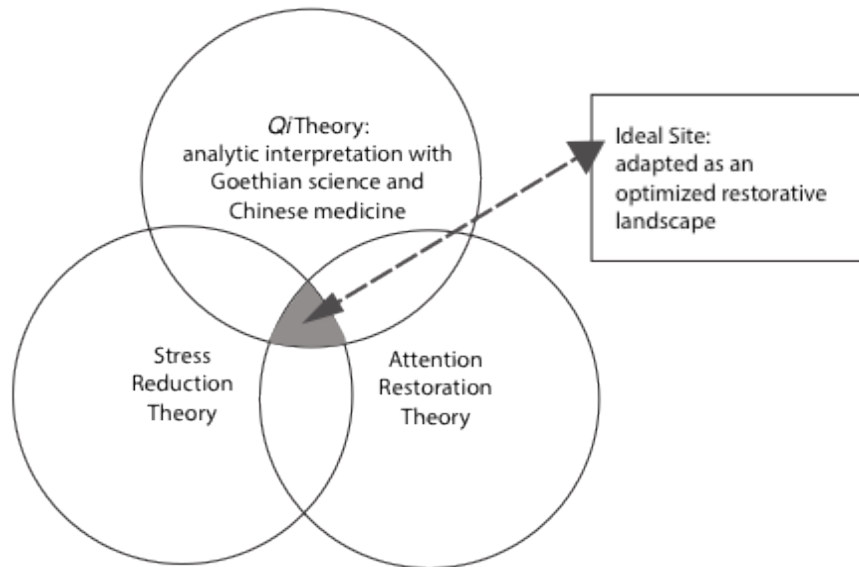 Qi Theory:
analytic interpretation with
Goethian science and
Chinese medicine
Ideal Site:
adapted as an
optimized restorative
landscape
Stress
Reduction
Theory
Attention
Restoration
Theory